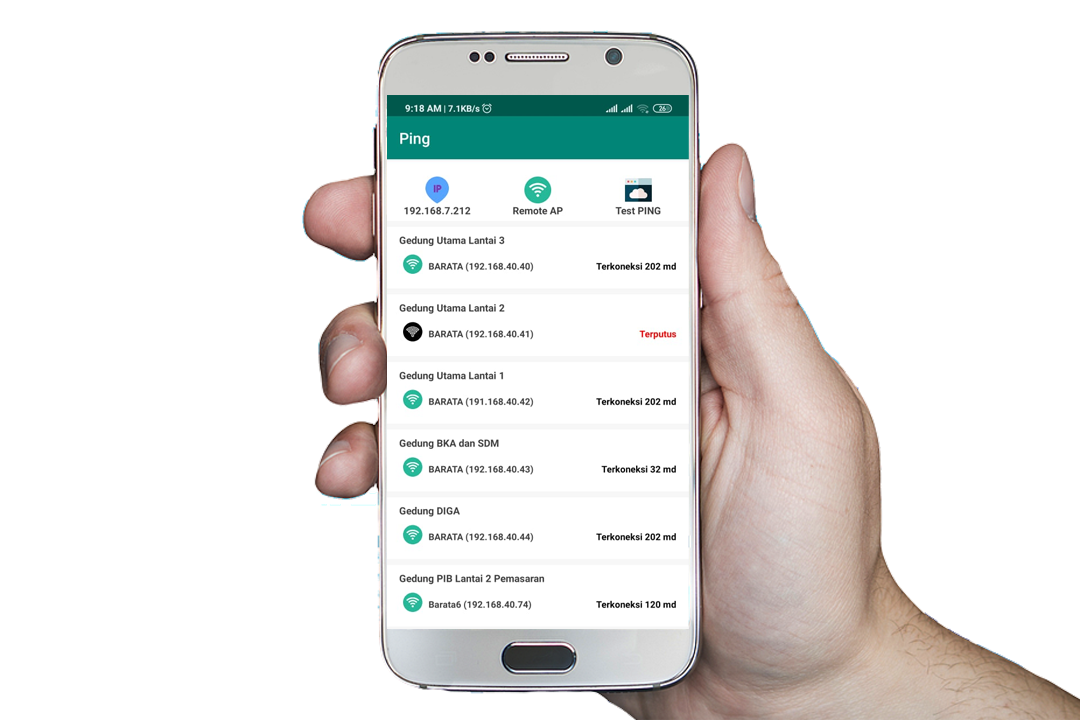 9:18 AM | 7.1KB/s
26
Ping
IP
192.168.7.212
Remote AP
Test PING
Gedung Utama Lantai 3
BARATA (192.168.40.40) Terkoneksi 202 md
Gedung Utama Lantai 2
BARATA (192.168.40.41) Terputus
Gedung Utama Lantai 1
BARATA (191.168.40.42) Terkoneksi 202 md
Gedung BKA dan SDM
BARATA (192.168.40.43) Terkoneksi 32 md
Gedung DIGA
BARATA (192.168.40.44) Terkoneksi 202 md
Gedung PIB Lantai 2 Pemasaran
Barata6 (192.168.40.74) Terkoneksi 120 md